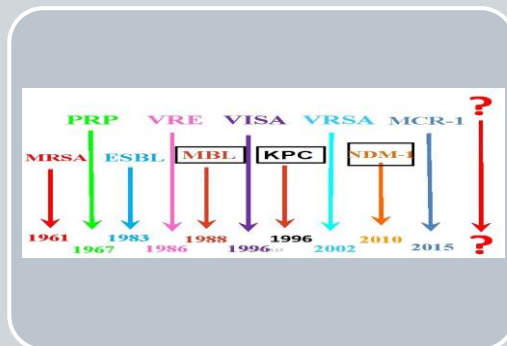 PRP VRE VISA VRSA MCR-1 ?
MRSA ESBL MBL KPC NDM-1
1961 1983 1988 1996 2010
1967 1986 1996 2002 2015 ?